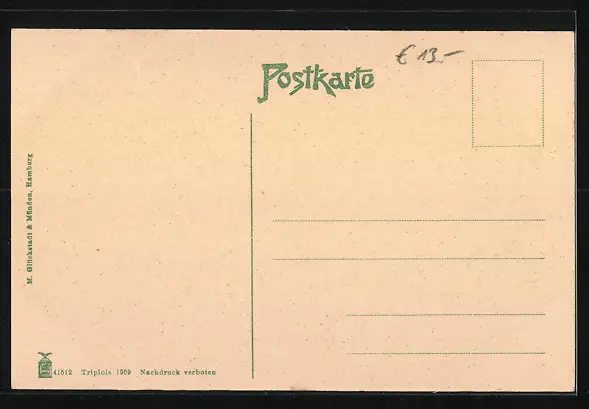 € 13.-
Postkarte
M. Glückstadt & Münden, Hamburg
41512 Triplois 1909 Nachdruck verboten